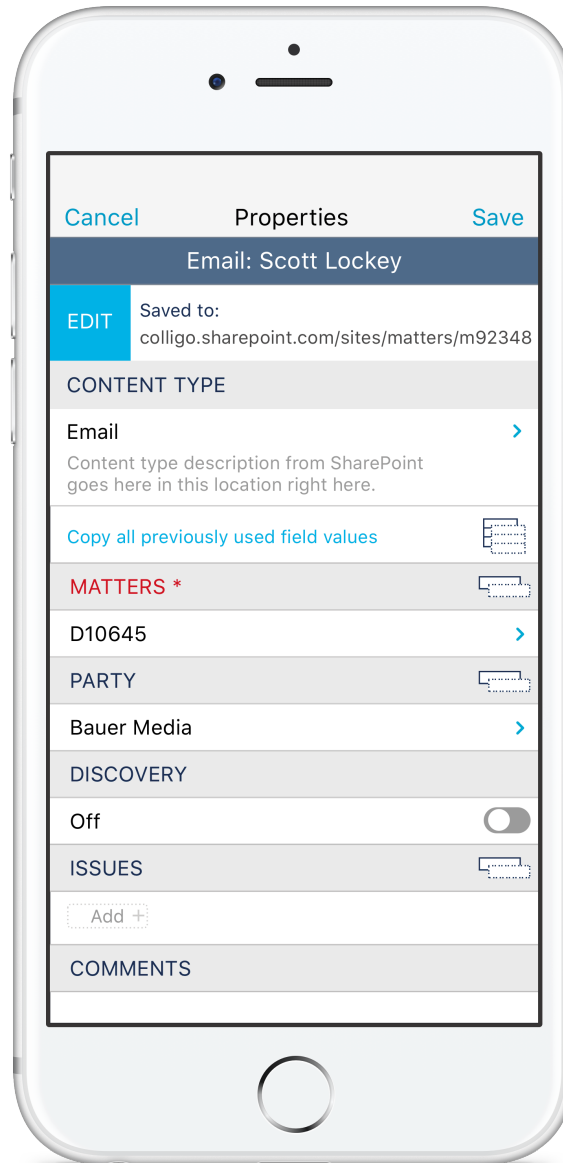 Cancel Properties Save
Email: Scott Lockey
EDIT
Saved to:
colligo.sharepoint.com/sites/matters/m92348
CONTENT TYPE
Email
Content type description from SharePoint
goes here in this location right here.
Copy all previously used field values
MATTERS *
D10645
PARTY
Bauer Media
DISCOVERY
Off
ISSUES
Add +
COMMENTS